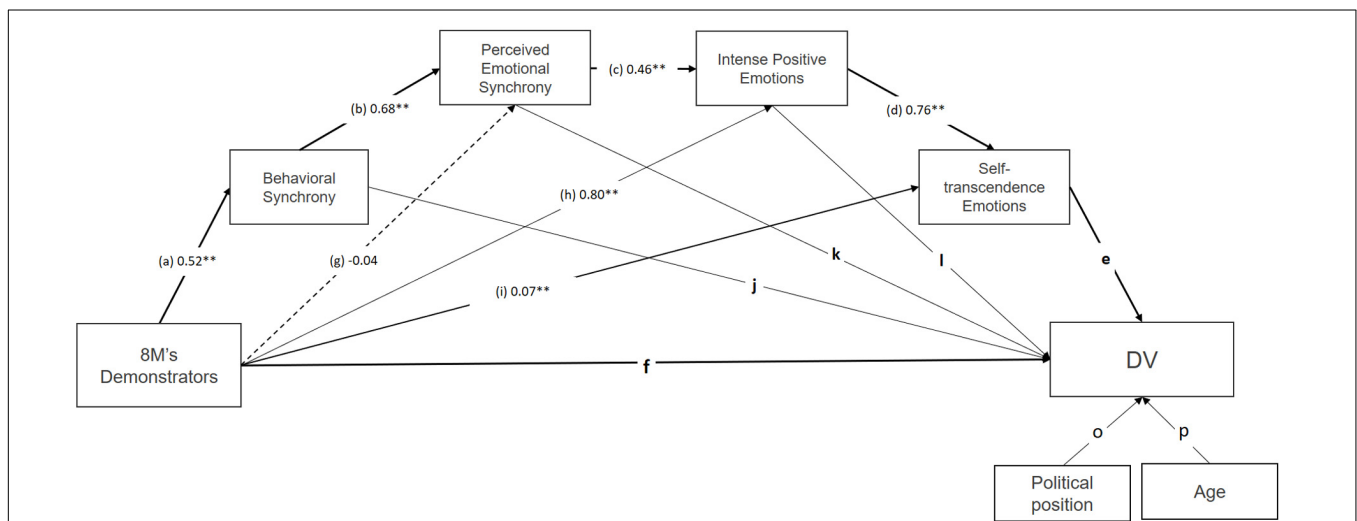 Perceived
Emotional
Synchrony
(c) 0.46**
Intense Positive
Emotions
(b) 0.68**
(d) 0.76**
Behavioral
Synchrony
Self-
transcendence
Emotions
(h) 0.80**
(a) 0.52**
(g) -0.04
k
l
e
(i) 0.07**
j
8M's
Demonstrators
f
DV
o
p
Political
position
Age